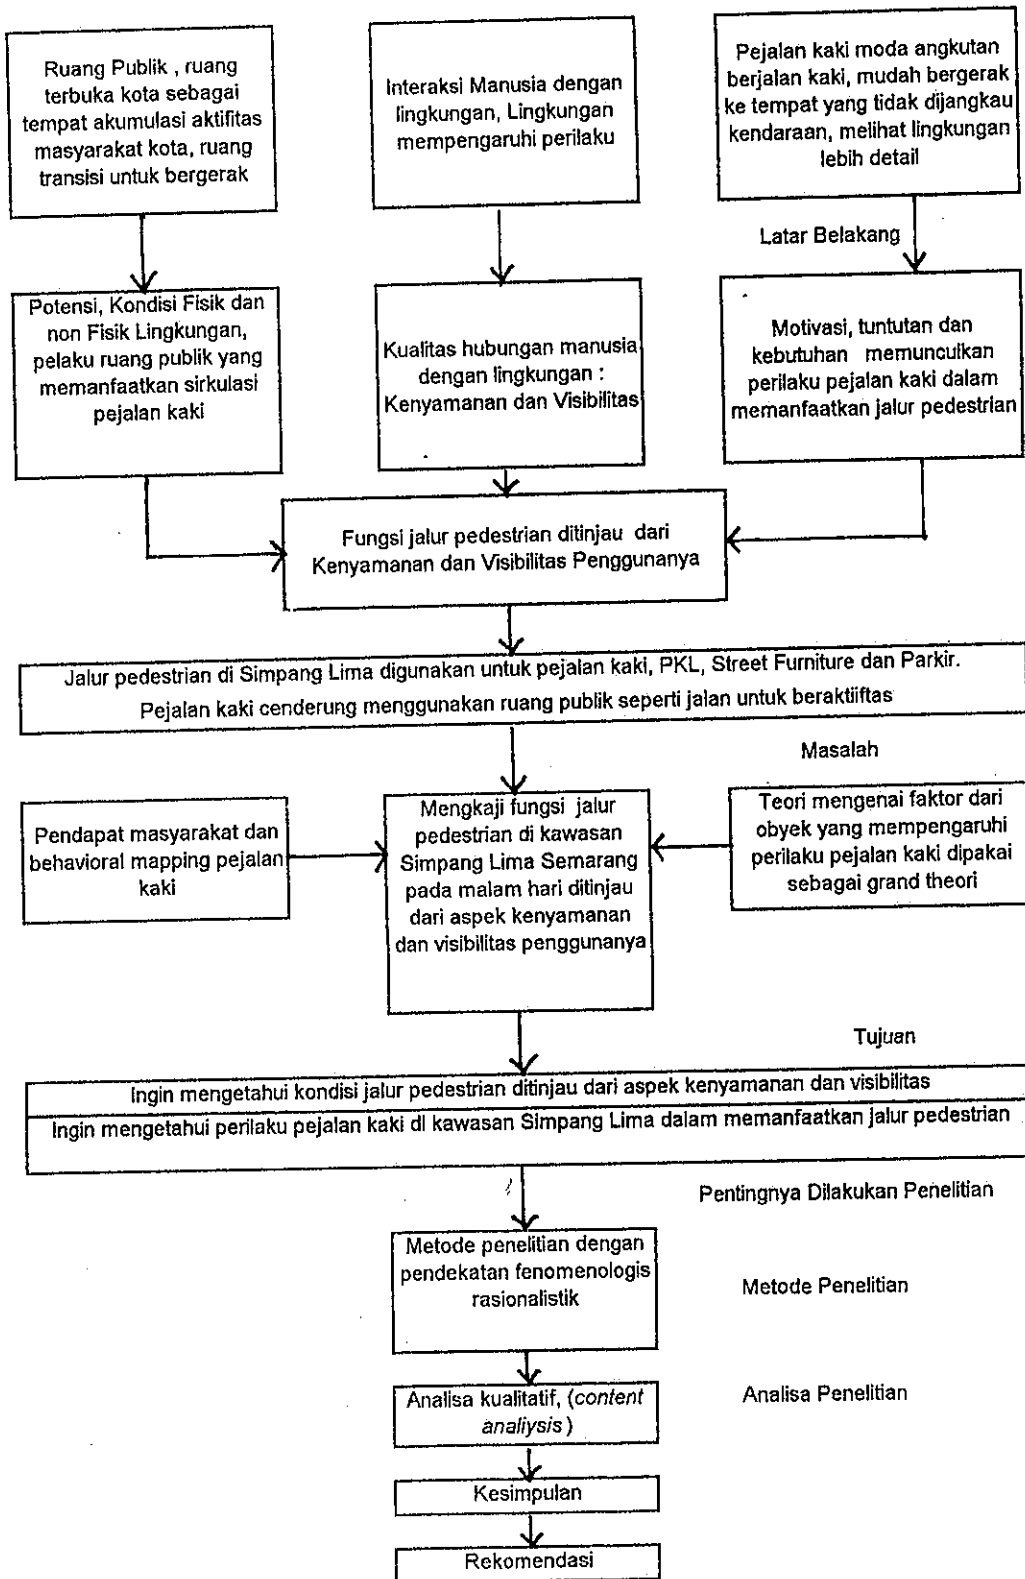 Ruang Publik , ruang
terbuka kota sebagai
tempat akumulasi aktifitas
masyarakat kota, ruang
transisi untuk bergerak
Interaksi Manusia dengan
lingkungan, Lingkungan
mempengaruhi perilaku
Pejalan kaki moda angkutan
berjalan kaki, mudah bergerak
ke tempat yang tidak dijangkau
kendaraan, melihat lingkungan
lebih detail
Latar Belakang
Potensi, Kondisi Fisik dan
non Fisik Lingkungan,
pelaku ruang publik yang
memanfaatkan sirkulasi
pejalan kaki
Kualitas hubungan manusia
dengan lingkungan :
Kenyamanan dan Visibilitas
Motivasi, tuntutan dan
kebutuhan memunculkan
perilaku pejalan kaki dalam
memanfaatkan jalur pedestrian
Fungsi jalur pedestrian ditinjau dari
Kenyamanan dan Visibilitas Penggunanya
Jalur pedestrian di Simpang Lima digunakan untuk pejalan kaki, PKL, Street Furniture dan Parkir.
Pejalan kaki cenderung menggunakan ruang publik seperti jalan untuk beraktiiftas
Masalah
Pendapat masyarakat dan
behavioral mapping pejalan
kaki
Mengkaji fungsi jalur
pedestrian di kawasan
Simpang Lima Semarang
pada malam hari ditinjau
dari aspek kenyamanan
dan visibilitas penggunanya
Teori mengenai faktor dari
obyek yang mempengaruhi
perilaku pejalan kaki dipakai
sebagai grand theori
Tujuan
Ingin mengetahui kondisi jalur pedestrian ditinjau dari aspek kenyamanan dan visibilitas
Ingin mengetahui perilaku pejalan kaki di kawasan Simpang Lima dalam memanfaatkan jalur pedestrian
Pentingnya Dilakukan Penelitian
Metode penelitian dengan
pendekatan fenomenologis
rasionalistik
Metode Penelitian
Analisa kualitatif, (content
analiysis )
Analisa Penelitian
Kesimpulan
Rekomendasi